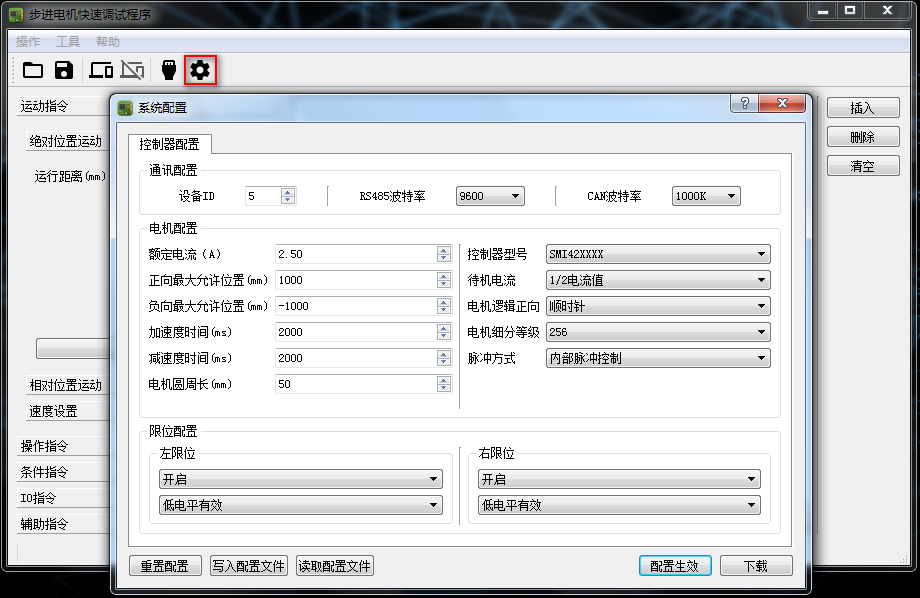 步进电机快速调试程序
操作 工具 帮助
运动指令
绝对位置运动
运行距离(mm)
相对位置运动
速度设置
操作指令
条件指令
IO指令
辅助指令
插入
删除
清空
系统配置
控制器配置
通讯配置
设备ID 5 RS485波特率 9600 CAN波特率 1000K
电机配置
额定电流(A) 2.50 控制器型号 SMI42XXXX
正向最大允许位置(mm) 1000 待机电流 1/2电流值
负向最大允许位置(mm) -1000 电机逻辑正向 顺时针
加速度时间(ms) 2000 电机细分等级 256
减速度时间(ms) 2000 脉冲方式 内部脉冲控制
电机圆周长(mm) 50
限位配置
左限位 右限位
开启 开启
低电平有效 低电平有效
重置配置 写入配置文件 读取配置文件 配置生效 下载